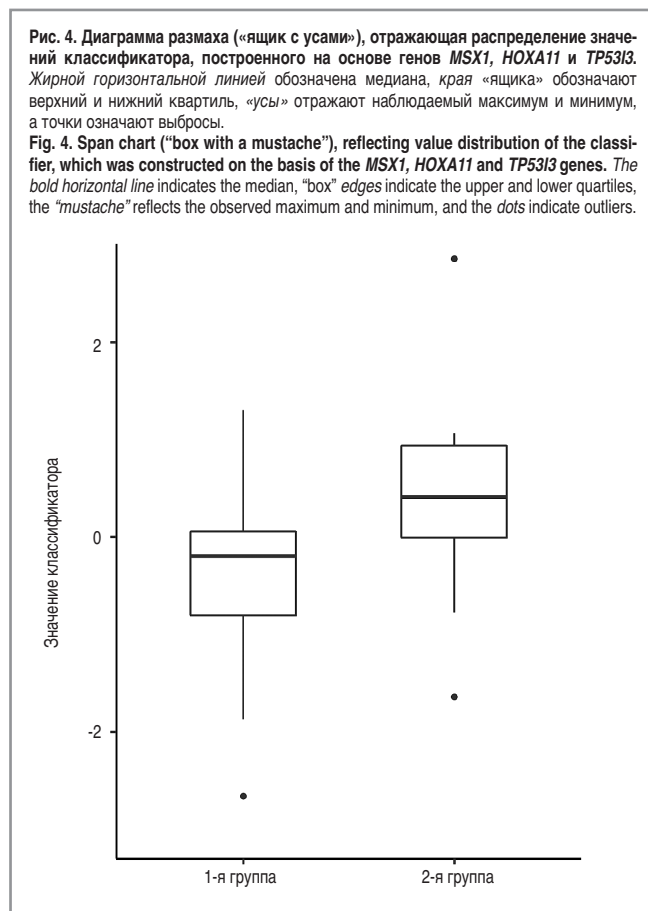 Рис. 4. Диаграмма размаха («ящик с усами»), отражающая распределение значе-
ний классификатора, построенного на основе генов MSX1, HOXA11 и TP53I3.
Жирной горизонтальной линией обозначена медиана, края «ящика» обозначают
верхний и нижний квартиль, «усы» отражают наблюдаемый максимум и минимум,
а точки означают выбросы.
Fig. 4. Span chart (“box with a mustache”), reflecting value distribution of the classi-
fier, which was constructed on the basis of the MSX1, HOXA11 and TP53I3 genes. The
bold horizontal line indicates the median, “box” edges indicate the upper and lower quartiles,
the “mustache” reflects the observed maximum and minimum, and the dots indicate outliers.
Значение классификатора
2
0
-2
1-я группа
2-я группа